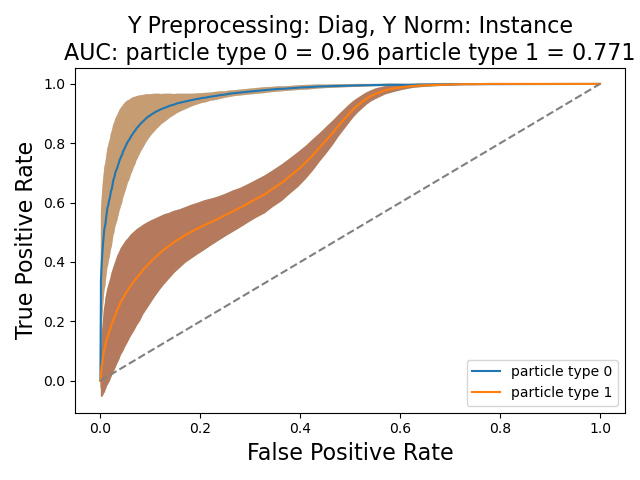 Y Preprocessing: Diag, Y Norm: Instance
AUC: particle type 0 = 0.96 particle type 1 = 0.771
1.0
0.8
0.6
0.4
0.2
0.0
True Positive Rate
particle type 0
particle type 1
0.0 0.2 0.4 0.6 0.8 1.0
False Positive Rate